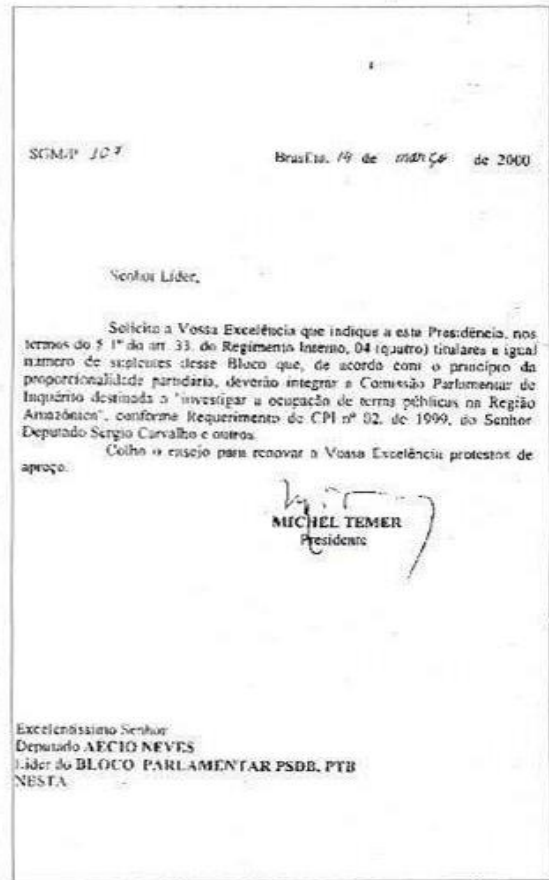 SGM/P 107 Brasília, 14 de março de 2000
Senhor Líder,
Solicito a Vossa Excelência que indique a esta Presidência, nos
termos do § 1º do art. 33, do Regimento Interno, 04 (quatro) titulares e igual
número de suplentes desse Bloco que, de acordo com o princípio da
proporcionalidade partidária, deverão integrar a Comissão Parlamentar de
Inquérito destinada a "investigar a ocupação de terras públicas na Região
Amazônica", conforme Requerimento de CPI nº 02, de 1999, do Senhor
Deputado Sergio Carvalho e outros.
Colho o ensejo para renovar a Vossa Excelência protestos de
apreço.
MICHEL TEMER
Presidente
Excelentíssimo Senhor
Deputado AÉCIO NEVES
Líder do BLOCO PARLAMENTAR PSDB, PTB
NESTA